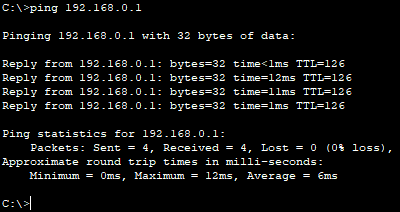 C:\>ping 192.168.0.1
Pinging 192.168.0.1 with 32 bytes of data:
Reply from 192.168.0.1: bytes=32 time<1ms TTL=126
Reply from 192.168.0.1: bytes=32 time=12ms TTL=126
Reply from 192.168.0.1: bytes=32 time=11ms TTL=126
Reply from 192.168.0.1: bytes=32 time=1ms TTL=126
Ping statistics for 192.168.0.1:
    Packets: Sent = 4, Received = 4, Lost = 0 (0% loss),
Approximate round trip times in milli-seconds:
    Minimum = 0ms, Maximum = 12ms, Average = 6ms
C:\>